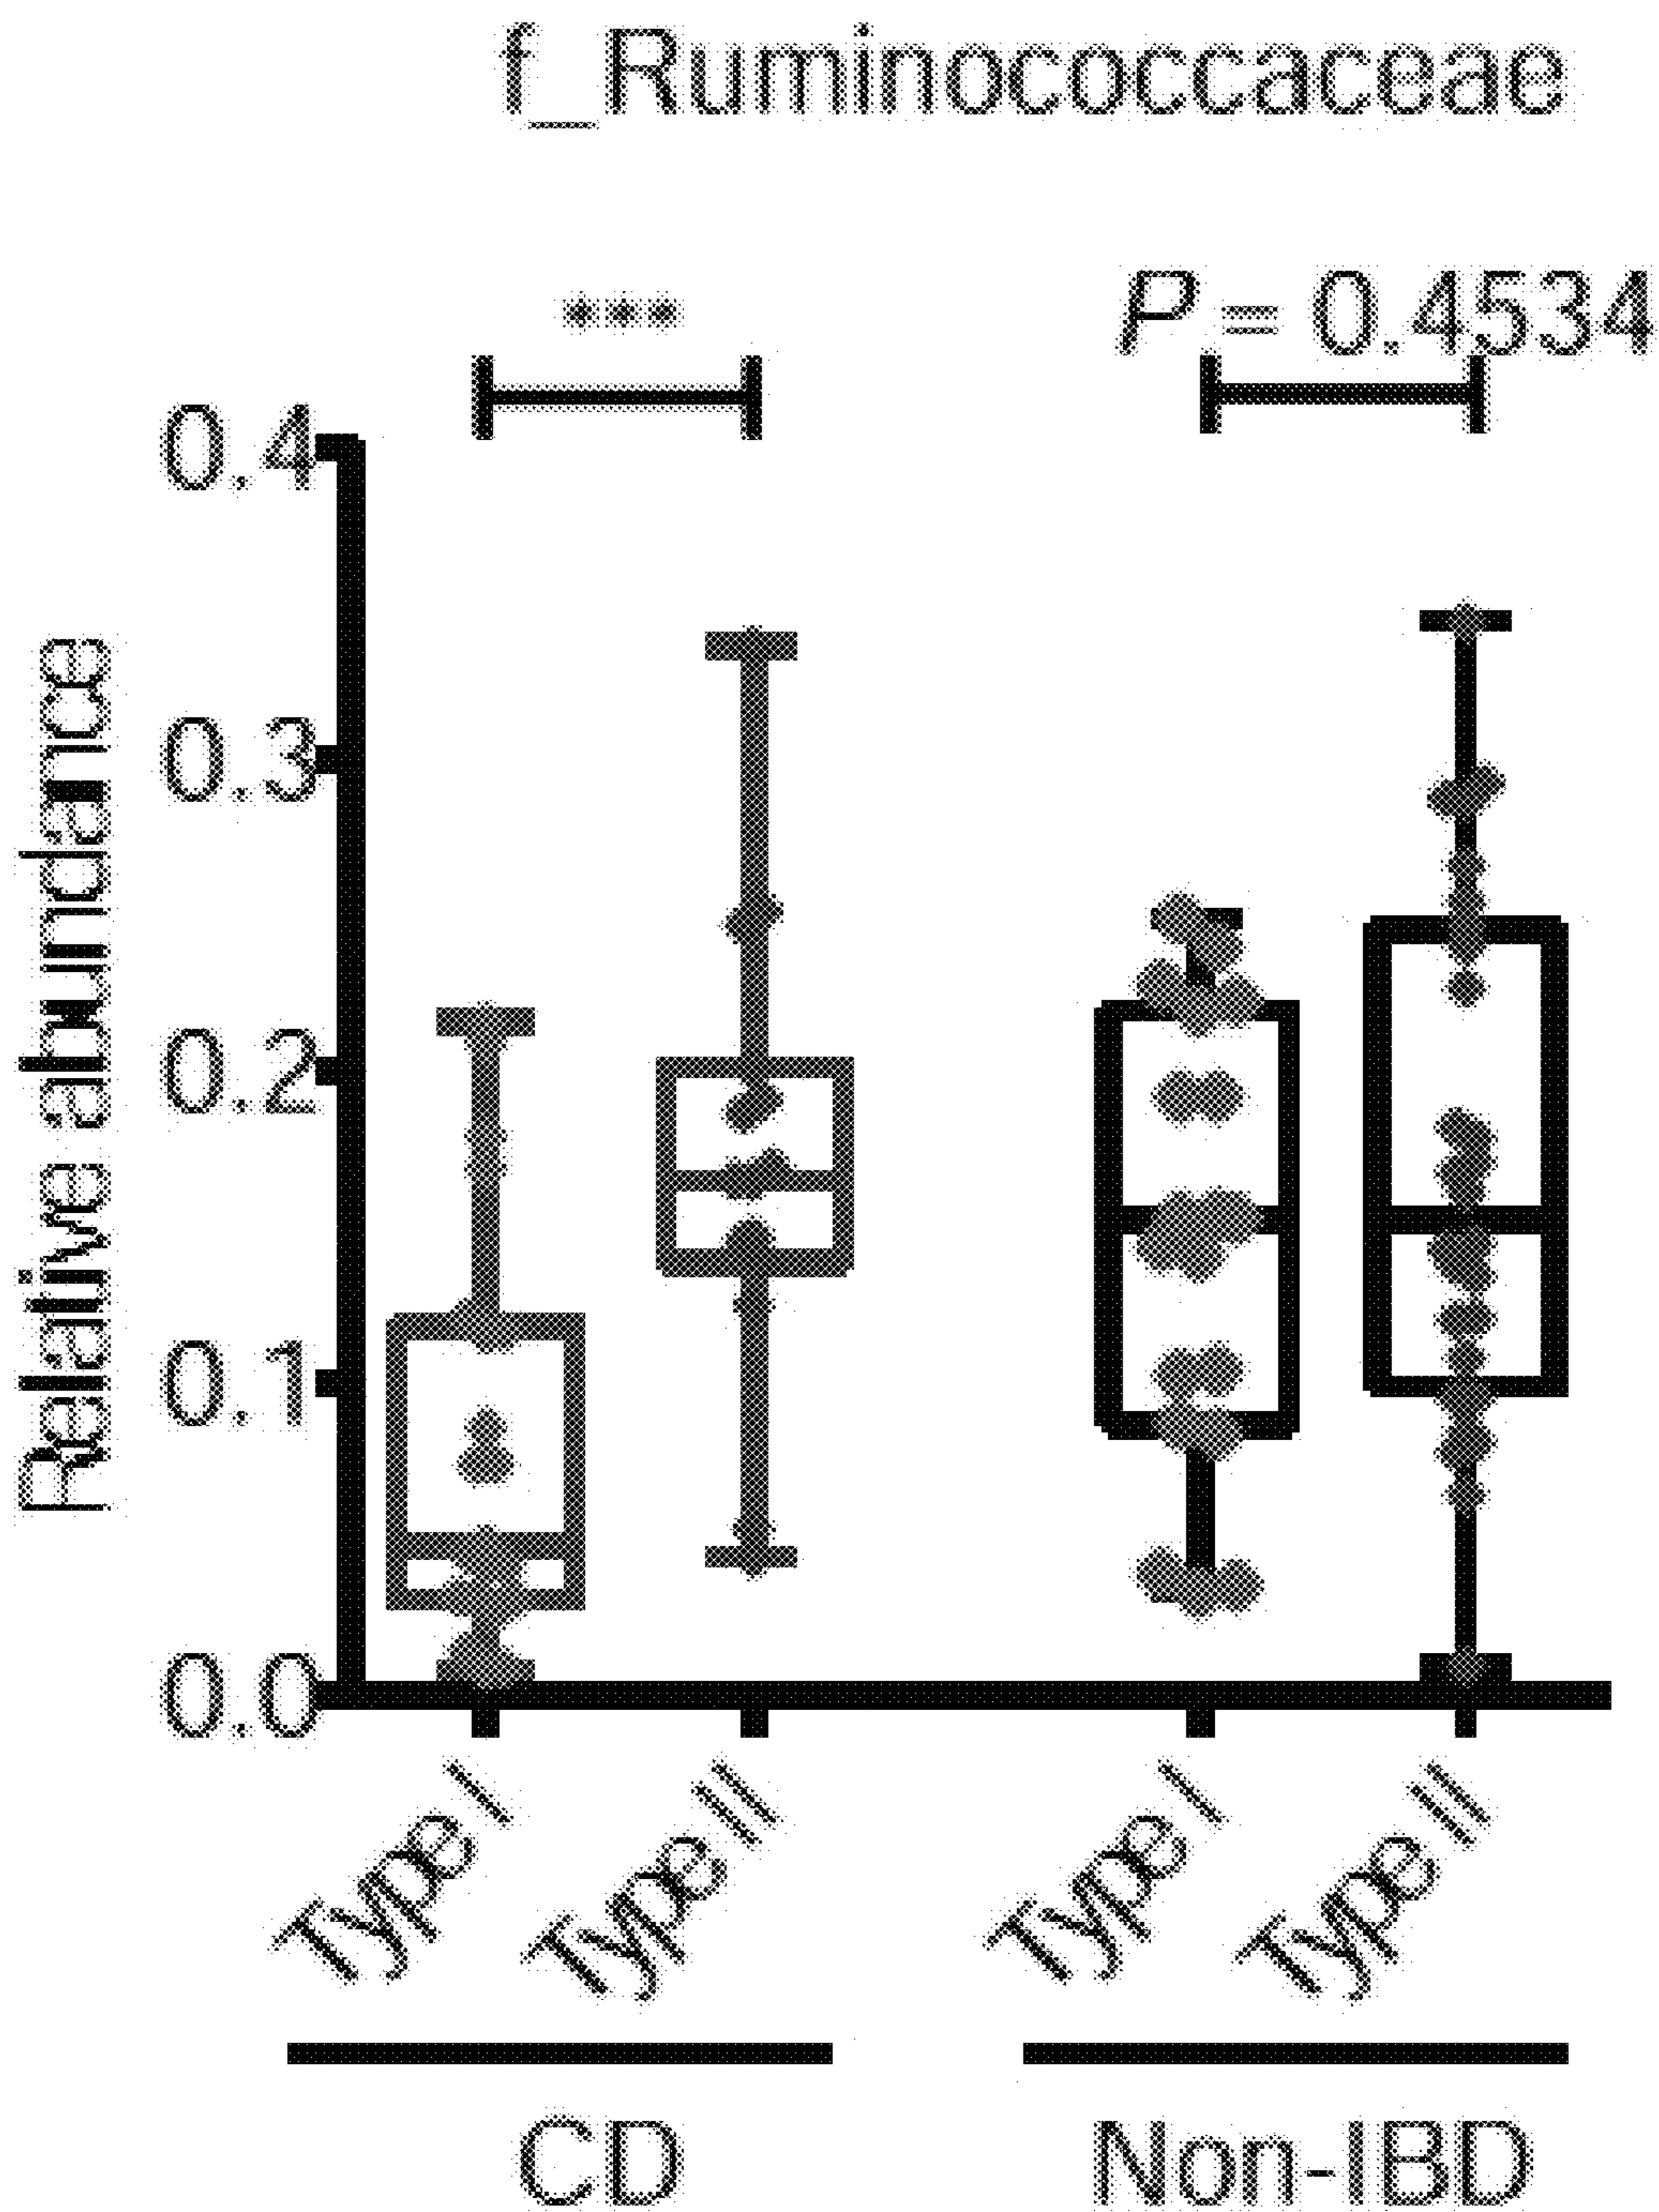 f_Ruminococcaceae
***
P = 0.4534
0.4
0.3
0.2
0.1
0.0
Relative abundance
Type I
Type II
Type I
Type II
CD
Non-IBD